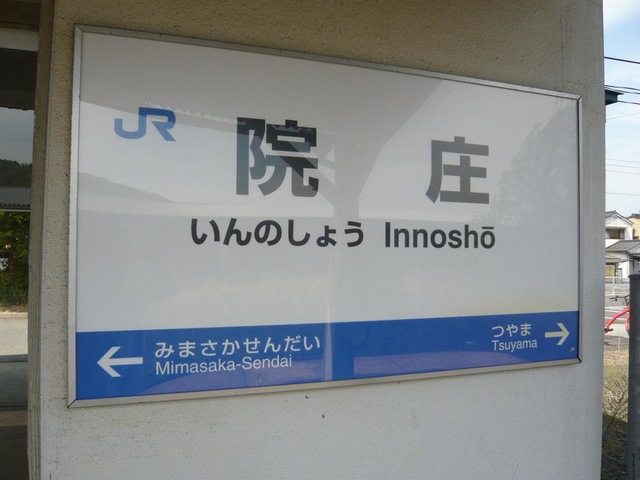 JR
院庄
いんのしょう Innoshō
← みまさかせんだい
Mimasaka-Sendai
つやま →
Tsuyama